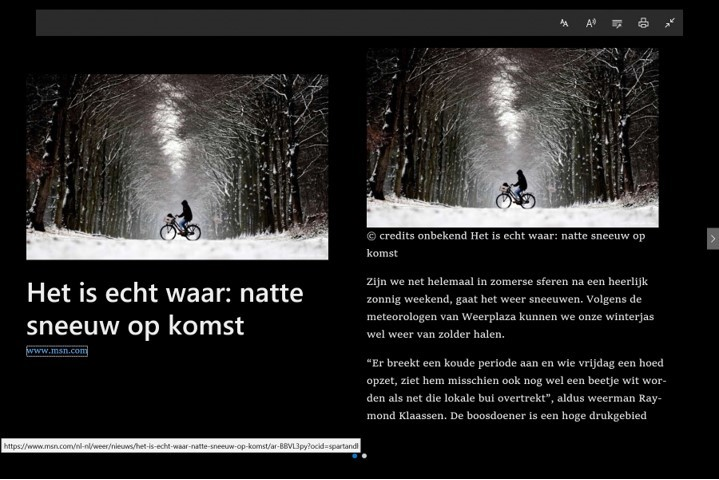 Het is echt waar: natte
sneeuw op komst
www.msn.com
© credits onbekend Het is echt waar: natte sneeuw op
komst
Zijn we net helemaal in zomerse sferen na een heerlijk
zonnig weekend, gaat het weer sneeuwen. Volgens de
meteorologen van Weerplaza kunnen we onze winterjas
wel weer van zolder halen.
“Er breekt een koude periode aan en wie vrijdag een hoed
opzet, ziet hem misschien ook nog wel een beetje wit wor-
den als net die lokale bui overtrekt”, aldus weerman Ray-
mond Klaassen. De boosdoener is een hoge drukgebied
https://www.msn.com/nl-nl/weer/nieuws/het-is-echt-waar-natte-sneeuw-op-komst/ar-BBVL3py?ocid=spartandl